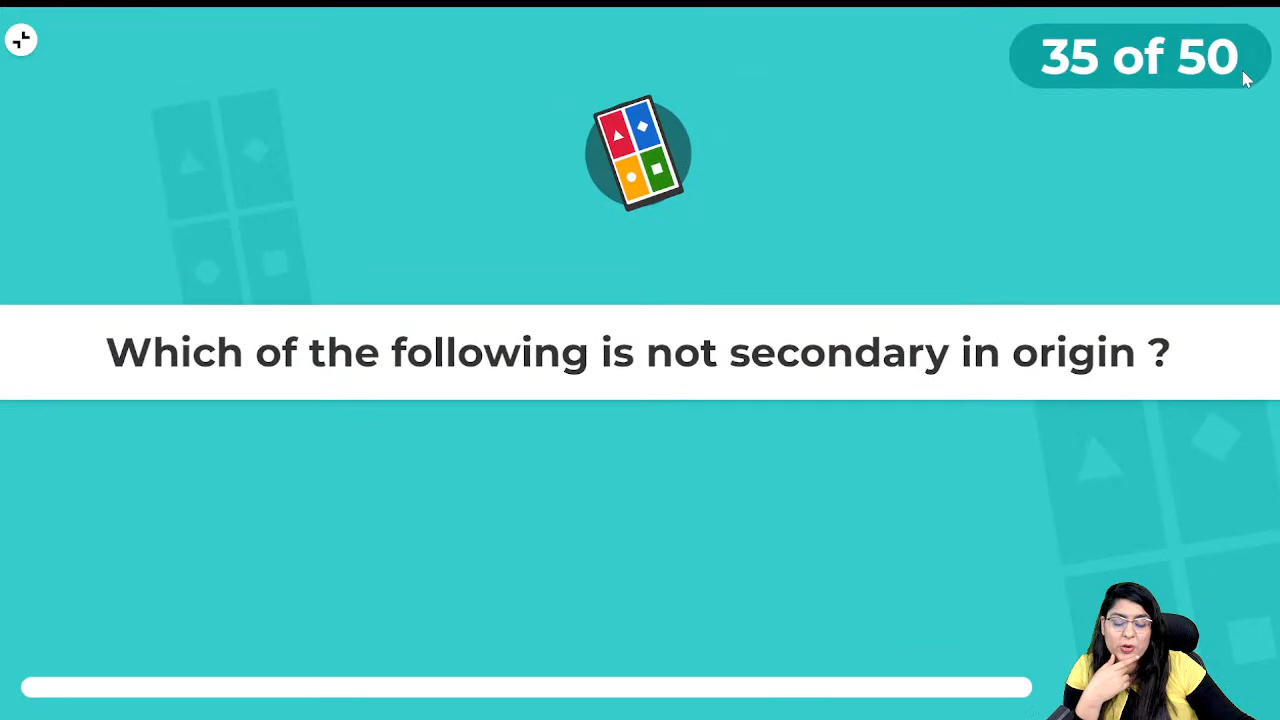 35 of 50
Which of the following is not secondary in origin ?